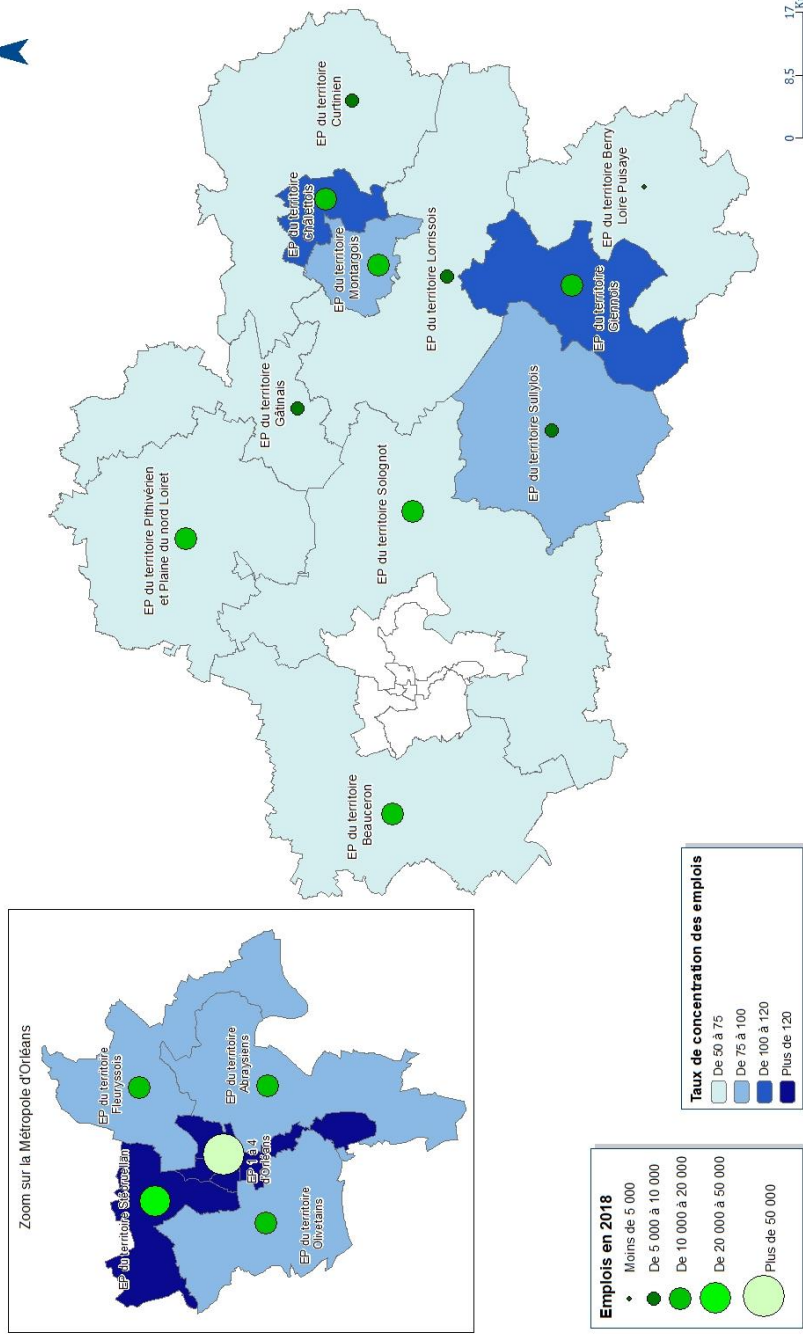 Zoom sur la Métropole d'Orléans
EP du territoire Stéoruellan
EP du territoire
Fleuryssois
EP 1 à 4
d'Orléans
EP du territoire
Abraysiens
EP du territoire
Olivetains
EP du territoire Pithivérien
et Plaine du nord Loiret
EP du territoire
Gâtinais
EP du territoire
châlettois
EP du territoire
Curtinien
EP du territoire
Montargois
EP du territoire
Beauceron
EP du territoire Solognot
EP du territoire Lorrissois
EP du territoire Sullylois
EP du territoire
Giennois
EP du territoire Berry
Loire Puisaye
Emplois en 2018
Moins de 5 000
De 5 000 à 10 000
De 10 000 à 20 000
De 20 000 à 50 000
Plus de 50 000
Taux de concentration des emplois
De 50 à 75
De 75 à 100
De 100 à 120
Plus de 120
0 8,5 17